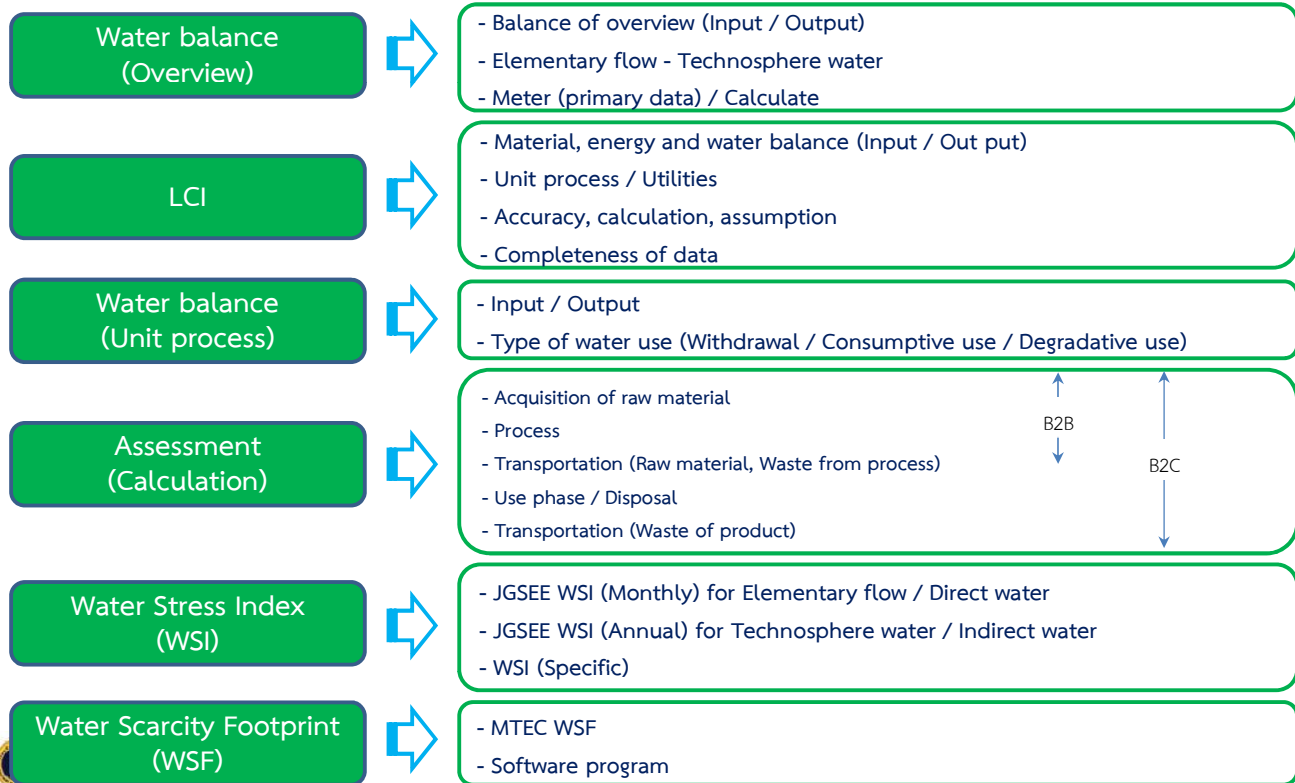 Water balance
(Overview)
- Balance of overview (Input / Output)
- Elementary flow - Technosphere water
- Meter (primary data) / Calculate
LCI
- Material, energy and water balance (Input / Out put)
- Unit process / Utilities
- Accuracy, calculation, assumption
- Completeness of data
Water balance
(Unit process)
- Input / Output
- Type of water use (Withdrawal / Consumptive use / Degradative use)
Assessment
(Calculation)
- Acquisition of raw material
- Process
- Transportation (Raw material, Waste from process)
- Use phase / Disposal
- Transportation (Waste of product)
B2B
B2C
Water Stress Index
(WSI)
- JGSEE WSI (Monthly) for Elementary flow / Direct water
- JGSEE WSI (Annual) for Technosphere water / Indirect water
- WSI (Specific)
Water Scarcity Footprint
(WSF)
- MTEC WSF
- Software program